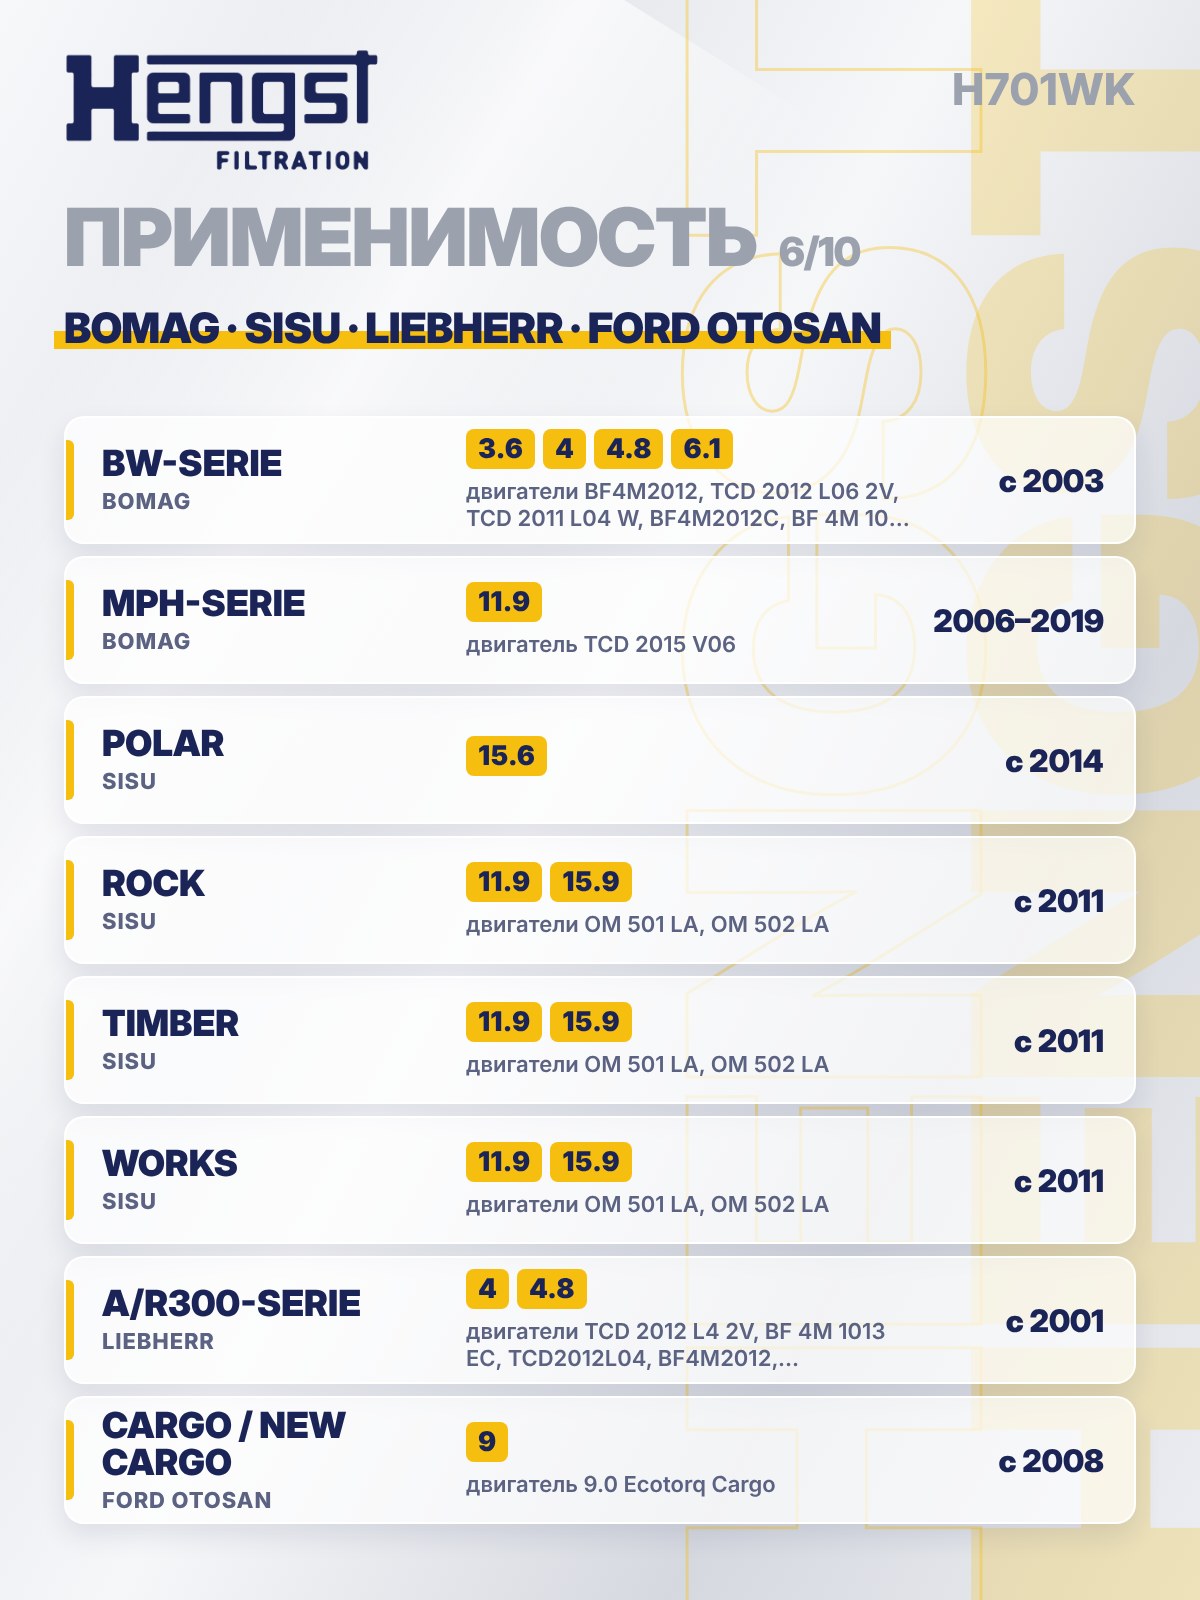 Hengst
FILTRATION
H701WK
ПРИМЕНИМОСТЬ 6/10
BOMAG · SISU · LIEBHERR · FORD OTOSAN
BW-SERIE
BOMAG
3.6 4 4.8 6.1
двигатели BF4M2012, TCD 2012 L06 2V,
TCD 2011 L04 W, BF4M2012C, BF 4M 10...
с 2003
MPH-SERIE
BOMAG
11.9
двигатель TCD 2015 V06
2006–2019
POLAR
SISU
15.6
с 2014
ROCK
SISU
11.9 15.9
двигатели OM 501 LA, OM 502 LA
с 2011
TIMBER
SISU
11.9 15.9
двигатели OM 501 LA, OM 502 LA
с 2011
WORKS
SISU
11.9 15.9
двигатели OM 501 LA, OM 502 LA
с 2011
A/R300-SERIE
LIEBHERR
4 4.8
двигатели TCD 2012 L4 2V, BF 4M 1013
EC, TCD2012L04, BF4M2012,...
с 2001
CARGO / NEW
CARGO
FORD OTOSAN
9
двигатель 9.0 Ecotorq Cargo
с 2008
HENGST
HENGST